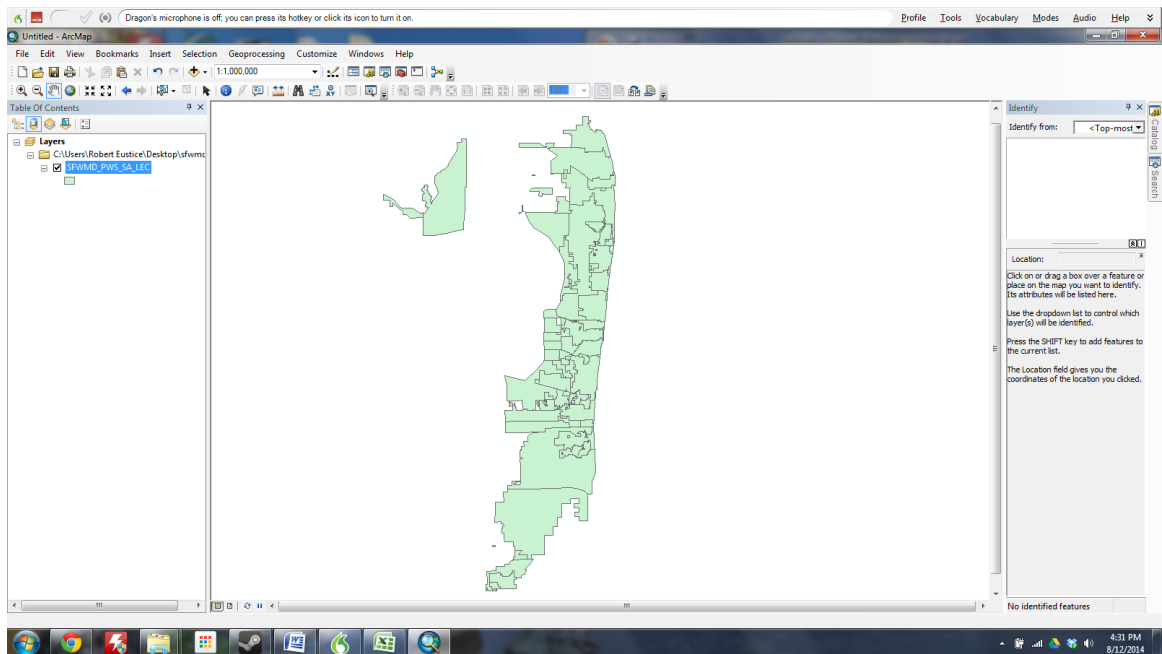 Dragon's microphone is off; you can press its hotkey or click its icon to turn it on.
Profile Tools Vocabulary Modes Audio Help
Untitled - ArcMap
File Edit View Bookmarks Insert Selection Geoprocessing Customize Windows Help
1:1,000,000
Table Of Contents
Layers
C:\Users\Robert Eustice\Desktop\sfwmd
SFWMD_PWS_SA_LEC
Identify
Identify from: <Top-most
Location:
Click on or drag a box over a feature or
place on the map you want to identify.
Its attributes will be listed here.
Use the dropdown list to control which
layer(s) will be identified.
Press the SHIFT key to add features to
the current list.
The Location field gives you the
coordinates of the location you clicked.
No identified features
Catalog
Search
4:31 PM
8/12/2014